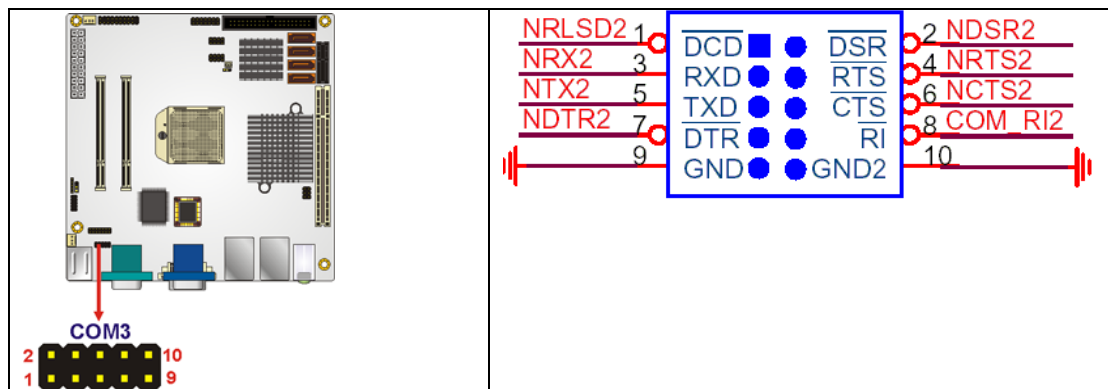 COM3
2 10
1 9
NRLSD2 1 DCD DSR 2 NDSR2
NRX2 3 RXD RTS 4 NRTS2
NTX2 5 TXD CTS 6 NCTS2
NDTR2 7 DTR RI 8 COM_RI2
9 GND GND2 10